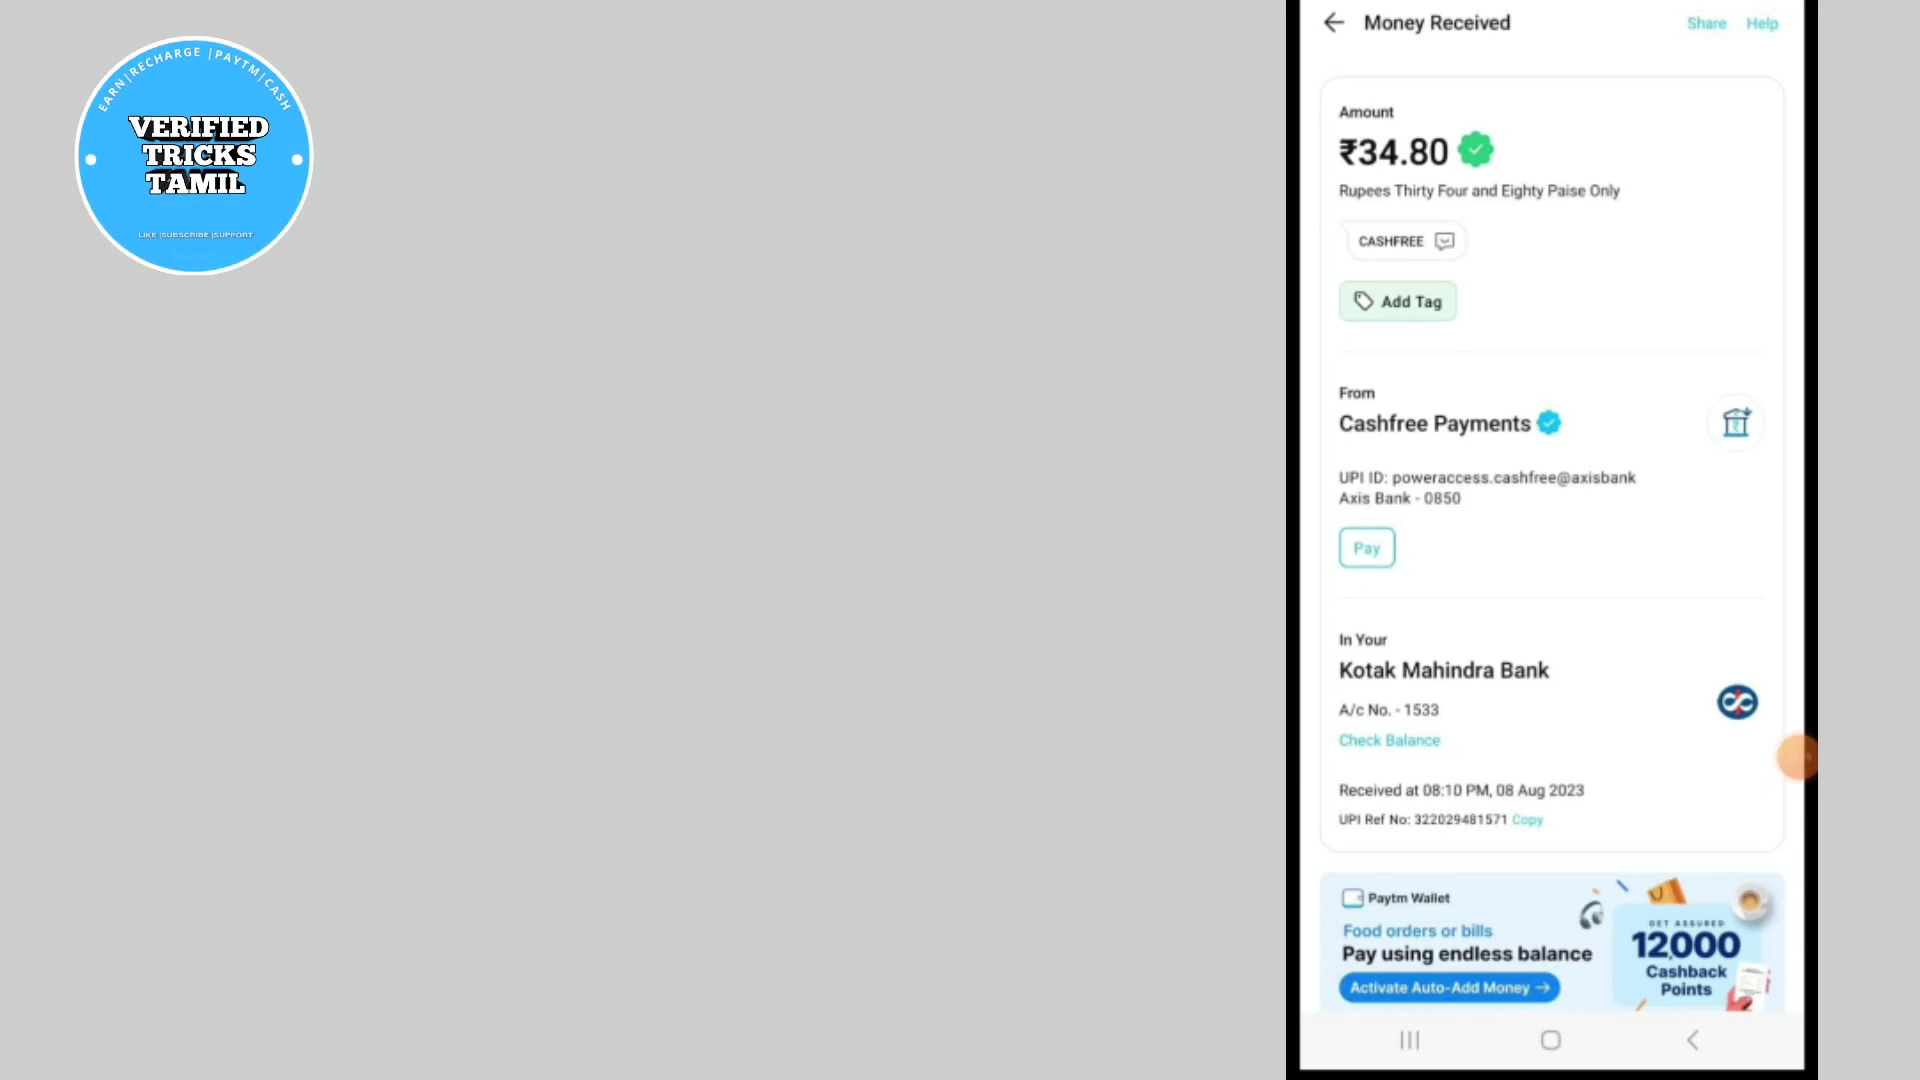 EARN|RECHARGE |PAYTM|CASH
VERIFIED
TRICKS
TAMIL
LIKE |SUBSCRIBE |SUPPORT
Money Received
Share Help
Amount
₹34.80
Rupees Thirty Four and Eighty Paise Only
CASHFREE
Add Tag
From
Cashfree Payments
UPI ID: poweraccess.cashfree@axisbank
Axis Bank - 0850
Pay
In Your
Kotak Mahindra Bank
A/c No. - 1533
Check Balance
Received at 08:10 PM, 08 Aug 2023
UPI Ref No: 322029481571 Copy
Paytm Wallet
Food orders or bills
Pay using endless balance
Activate Auto-Add Money →
GET ASSURED
12,000
Cashback
Points